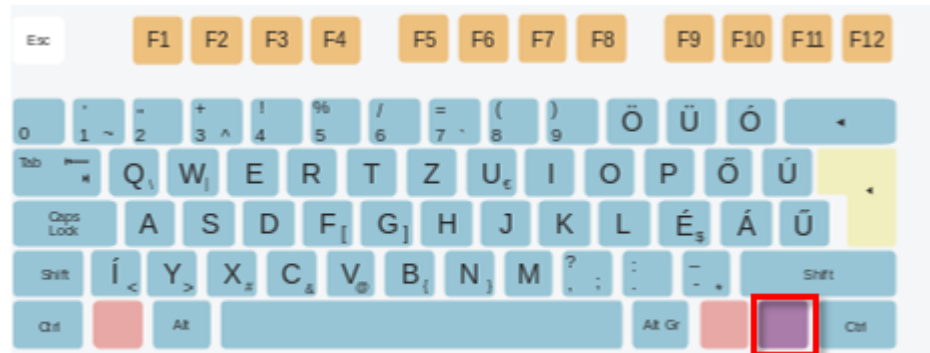 Esc F1 F2 F3 F4 F5 F6 F7 F8 F9 F10 F11 F12
0 ' 1 ~ - 2 + 3 ^ ! 4 % 5 / 6 = 7 ` ( 8 ) 9 Ö Ü Ó
Tab Q \ W | E R T Z U € I O P Ő Ú
Caps Lock A S D F [ G ] H J K L É $ Á Ű
Shift Í < Y > X # C & V @ B { N } M ? , ; : . _ - * Shift
Ctrl Alt Alt Gr Ctrl